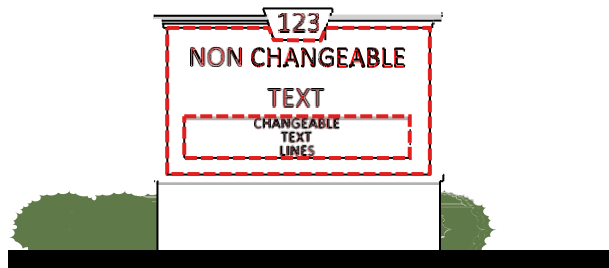 123
NON CHANGEABLE
TEXT
CHANGEABLE
TEXT
LINES